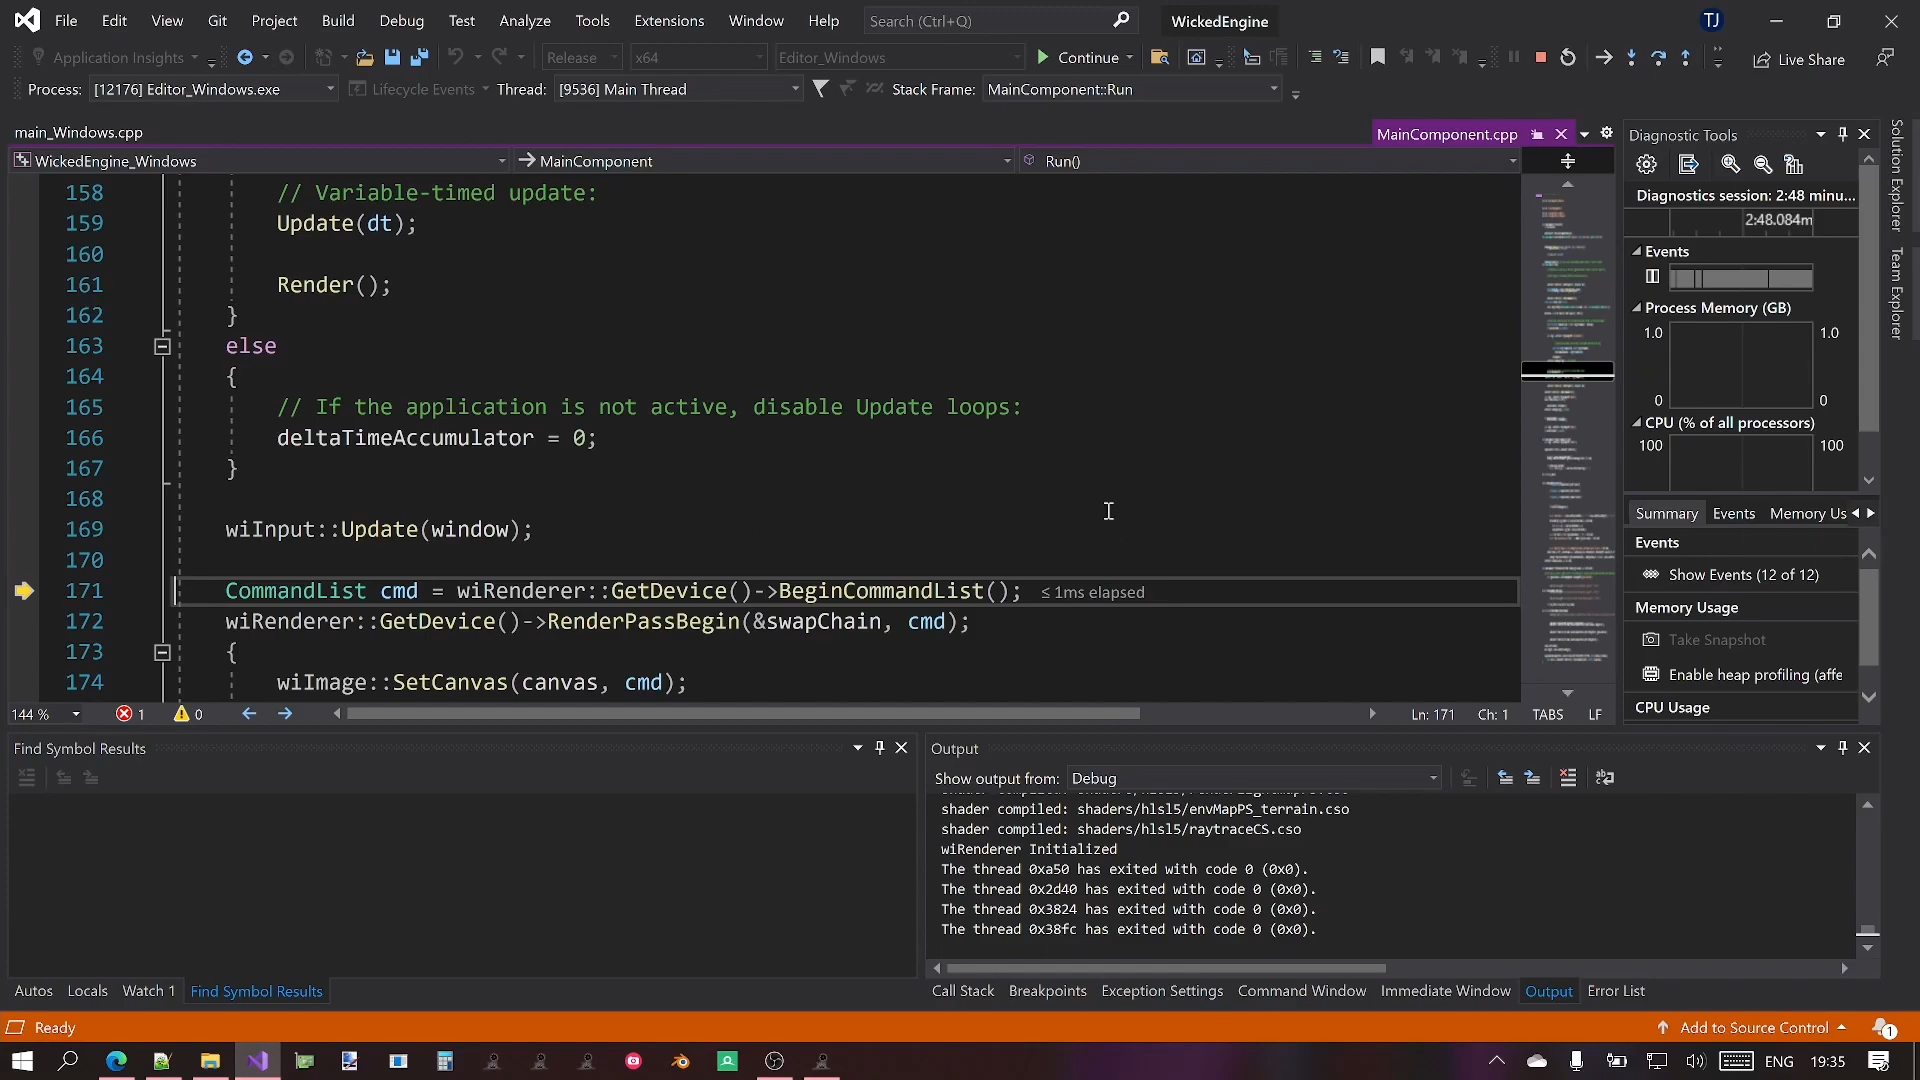 File Edit View Git Project Build Debug Test Analyze Tools Extensions Window Help Search (Ctrl+Q) WickedEngine TJ
Application Insights Release x64 Editor_Windows Continue Live Share
Process: [12176] Editor_Windows.exe Lifecycle Events Thread: [9536] Main Thread Stack Frame: MainComponent::Run
main_Windows.cpp MainComponent.cpp
WickedEngine_Windows MainComponent Run()
158 // Variable-timed update:
159 Update(dt);
160
161 Render();
162 }
163 else
164 {
165 // If the application is not active, disable Update loops:
166 deltaTimeAccumulator = 0;
167 }
168
169 wiInput::Update(window);
170
171 CommandList cmd = wiRenderer::GetDevice()->BeginCommandList(); ≤ 1ms elapsed
172 wiRenderer::GetDevice()->RenderPassBegin(&swapChain, cmd);
173 {
174 wiImage::SetCanvas(canvas, cmd);
144 % 1 0 Ln: 171 Ch: 1 TABS LF
Diagnostic Tools
Diagnostics session: 2:48 minu...
2:48.084m
Events
Process Memory (GB)
1.0 1.0
0 0
CPU (% of all processors)
100 100
Summary Events Memory Us
Events
Show Events (12 of 12)
Memory Usage
Take Snapshot
Enable heap profiling (affe
CPU Usage
Solution Explorer
Team Explorer
Find Symbol Results
Autos Locals Watch 1 Find Symbol Results
Output
Show output from: Debug
shader compiled: shaders/hlsl5/envMapPS_terrain.cso
shader compiled: shaders/hlsl5/raytraceCS.cso
wiRenderer Initialized
The thread 0xa50 has exited with code 0 (0x0).
The thread 0x2d40 has exited with code 0 (0x0).
The thread 0x3824 has exited with code 0 (0x0).
The thread 0x38fc has exited with code 0 (0x0).
Call Stack Breakpoints Exception Settings Command Window Immediate Window Output Error List
Ready Add to Source Control 1
ENG 19:35